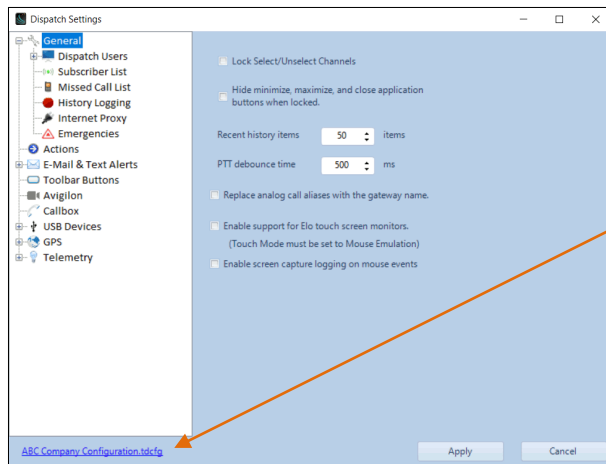 Dispatch Settings
General
Dispatch Users
Subscriber List
Missed Call List
History Logging
Internet Proxy
Emergencies
Actions
E-Mail & Text Alerts
Toolbar Buttons
Avigilon
Callbox
USB Devices
GPS
Telemetry
Lock Select/Unselect Channels
Hide minimize, maximize, and close application
buttons when locked.
Recent history items 50 items
PTT debounce time 500 ms
Replace analog call aliases with the gateway name.
Enable support for Elo touch screen monitors.
(Touch Mode must be set to Mouse Emulation)
Enable screen capture logging on mouse events
ABC Company Configuration.tdcfg
Apply Cancel